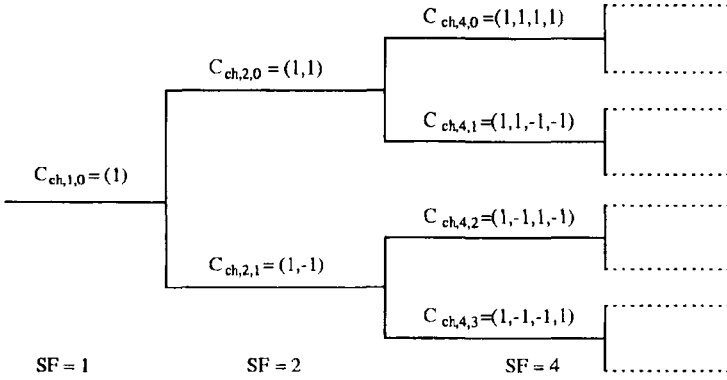 C ch,4,0 =(1,1,1,1)
C ch,2,0 = (1,1)
C ch,4,1 =(1,1,-1,-1)
C ch,1,0 = (1)
C ch,4,2 =(1,-1,1,-1)
C ch,2,1 = (1,-1)
C ch,4,3 =(1,-1,-1,1)
SF = 1 SF = 2 SF = 4